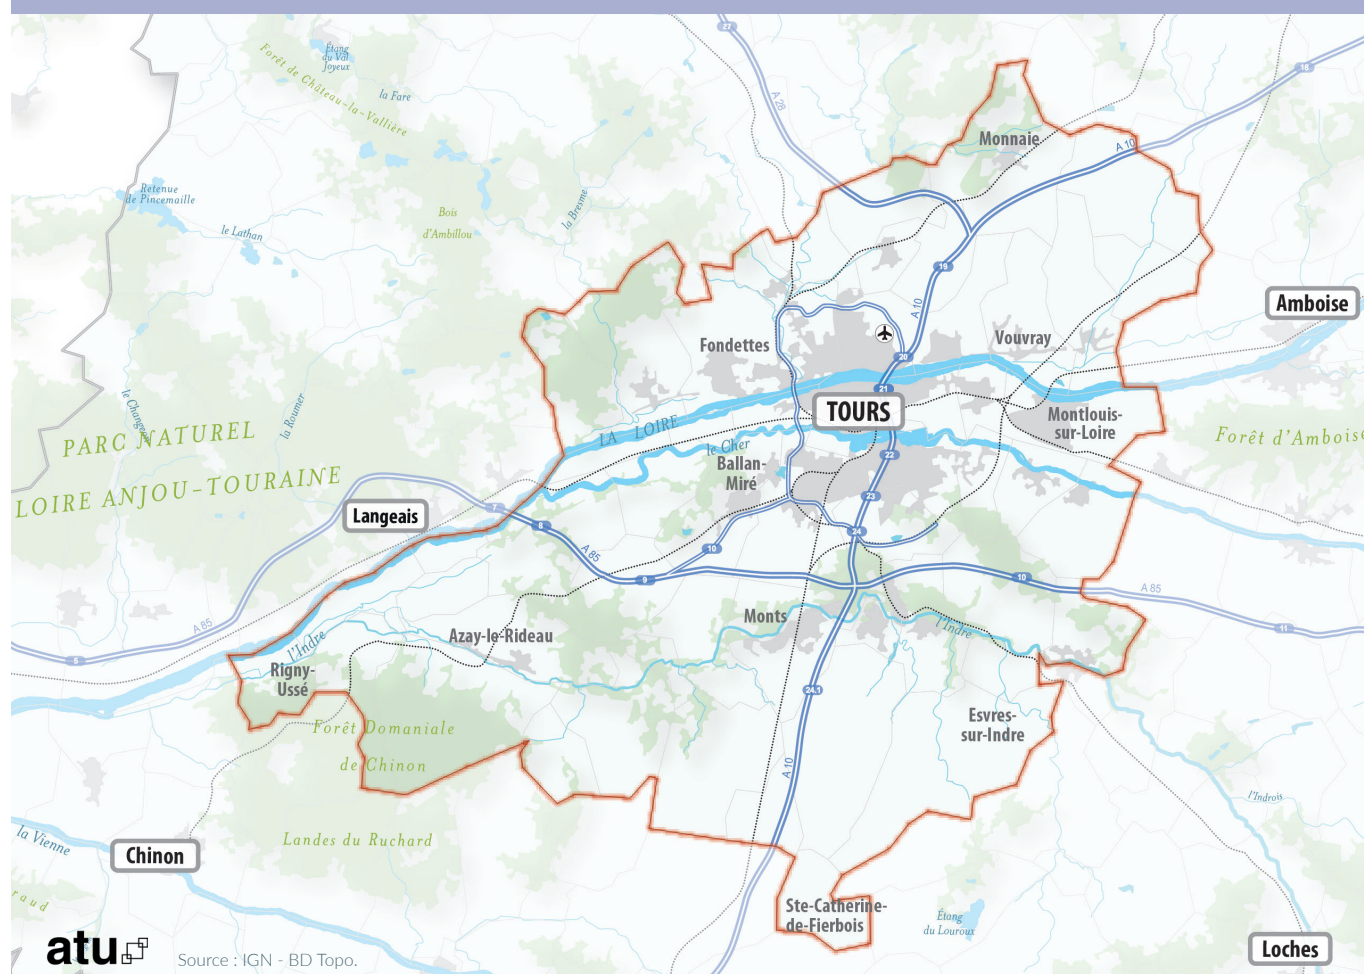 27
18
Étang
du Val
Joyeux
Forêt de Château-la-Vallière
la Fare
A 28
Monnaie
A 10
Retenue
de Pincemaille
le Lathan
Bois
d'Ambillou
la Bresme
19
A 10
Amboise
Fondettes
Vouvray
20
21
le Changeon
la Roumer
TOURS
Montlouis-
sur-Loire
LA LOIRE
le Cher
PARC NATUREL
LOIRE ANJOU-TOURAINE
Forêt d'Amboise
Ballan-
Miré
22
23
Langeais
7
8
24
A 85
10
9
10
A 85
11
A 85
5
Monts
l'Indre
Azay-le-Rideau
l'Indre
Rigny-
Ussé
24.1
Esvres-
sur-Indre
Forêt Domaniale
de Chinon
A 10
l'Indrois
Landes du Ruchard
la Vienne
Chinon
raud
Ste-Catherine-
de-Fierbois
Étang
du Louroux
Loches
atu
Source : IGN - BD Topo.